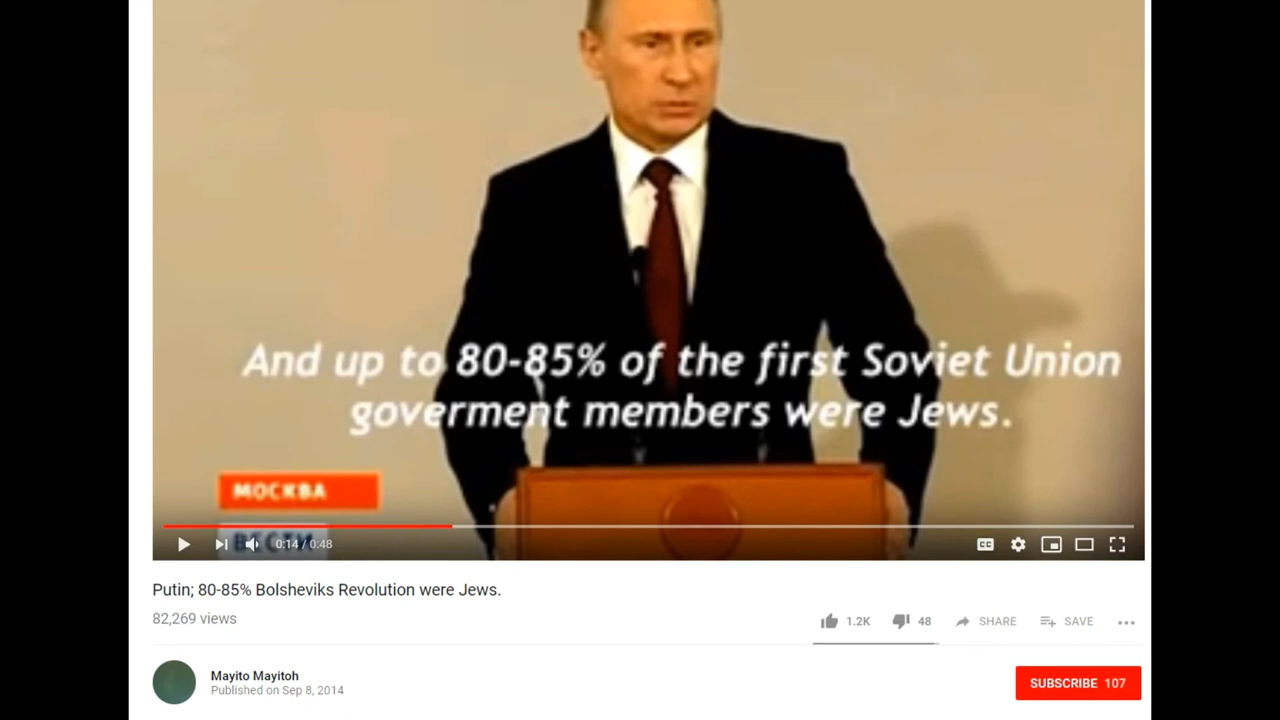 And up to 80-85% of the first Soviet Union
goverment members were Jews.
МОСКВА
ВЕСТИ
0:14 / 0:48
CC
Putin; 80-85% Bolsheviks Revolution were Jews.
82,269 views
1.2K 48 SHARE SAVE
Mayito Mayitoh
Published on Sep 8, 2014
SUBSCRIBE 107